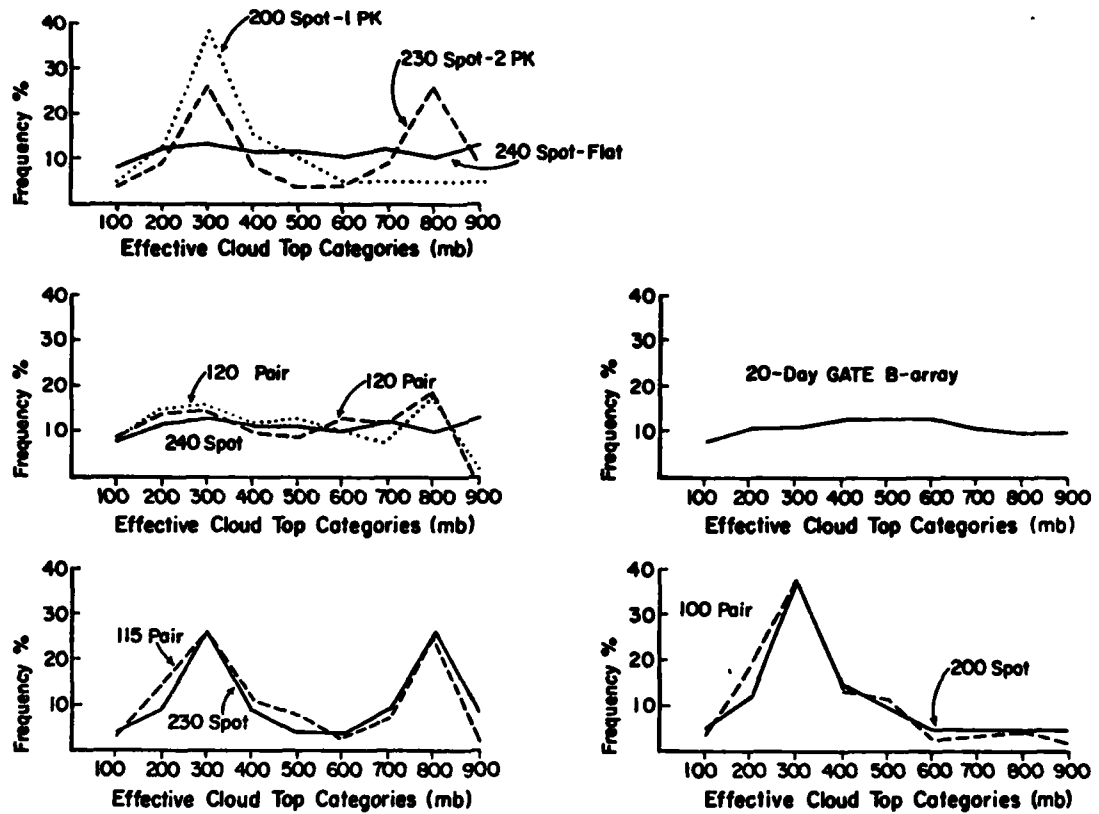 40
30
20
10
Frequency %
200 Spot-1 PK
230 Spot-2 PK
240 Spot-Flat
100 200 300 400 500 600 700 800 900
Effective Cloud Top Categories (mb)
40
30
20
10
Frequency %
120 Pair
120 Pair
240 Spot
100 200 300 400 500 600 700 800 900
Effective Cloud Top Categories (mb)
40
30
20
10
Frequency %
20-Day GATE B-array
100 200 300 400 500 600 700 800 900
Effective Cloud Top Categories (mb)
40
30
20
10
Frequency %
115 Pair
230 Spot
100 200 300 400 500 600 700 800 900
Effective Cloud Top Categories (mb)
40
30
20
10
Frequency %
100 Pair
200 Spot
100 200 300 400 500 600 700 800 900
Effective Cloud Top Categories (mb)